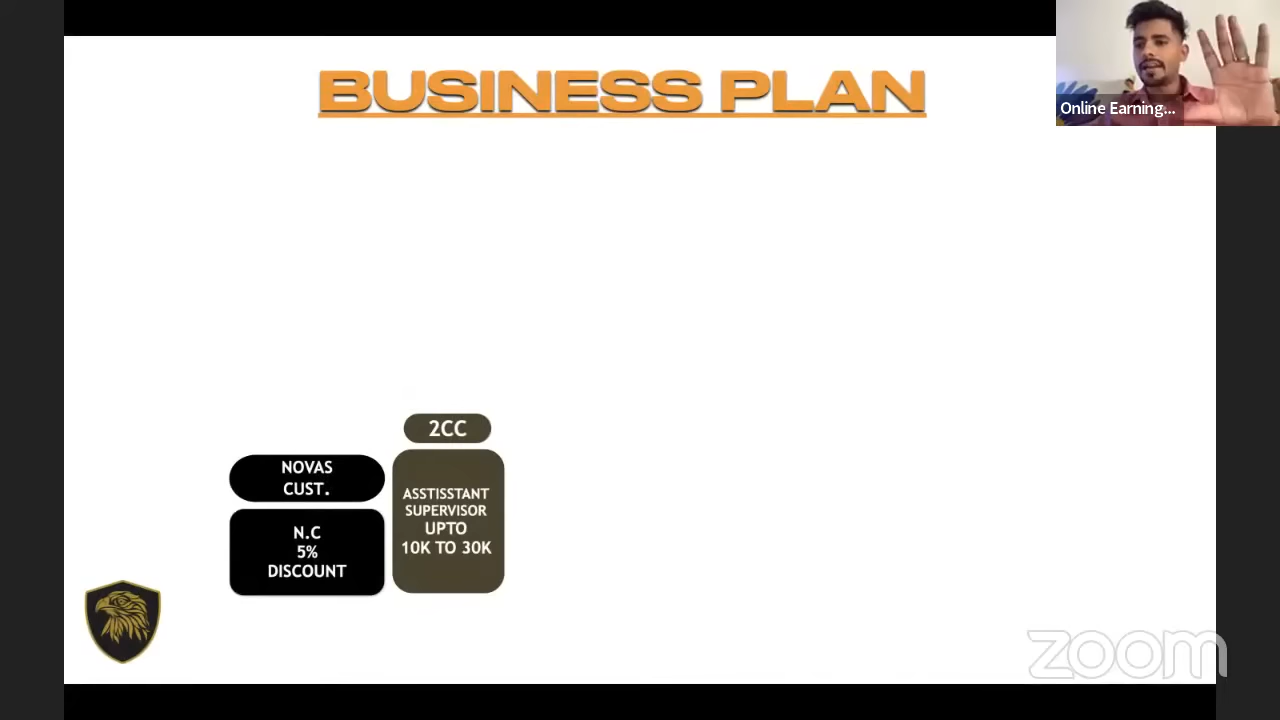 BUSINESS PLAN
Online Earning...
2CC
NOVAS
CUST.
ASSTISSTANT
SUPERVISOR
UPTO
10K TO 30K
N.C
5%
DISCOUNT
zoom